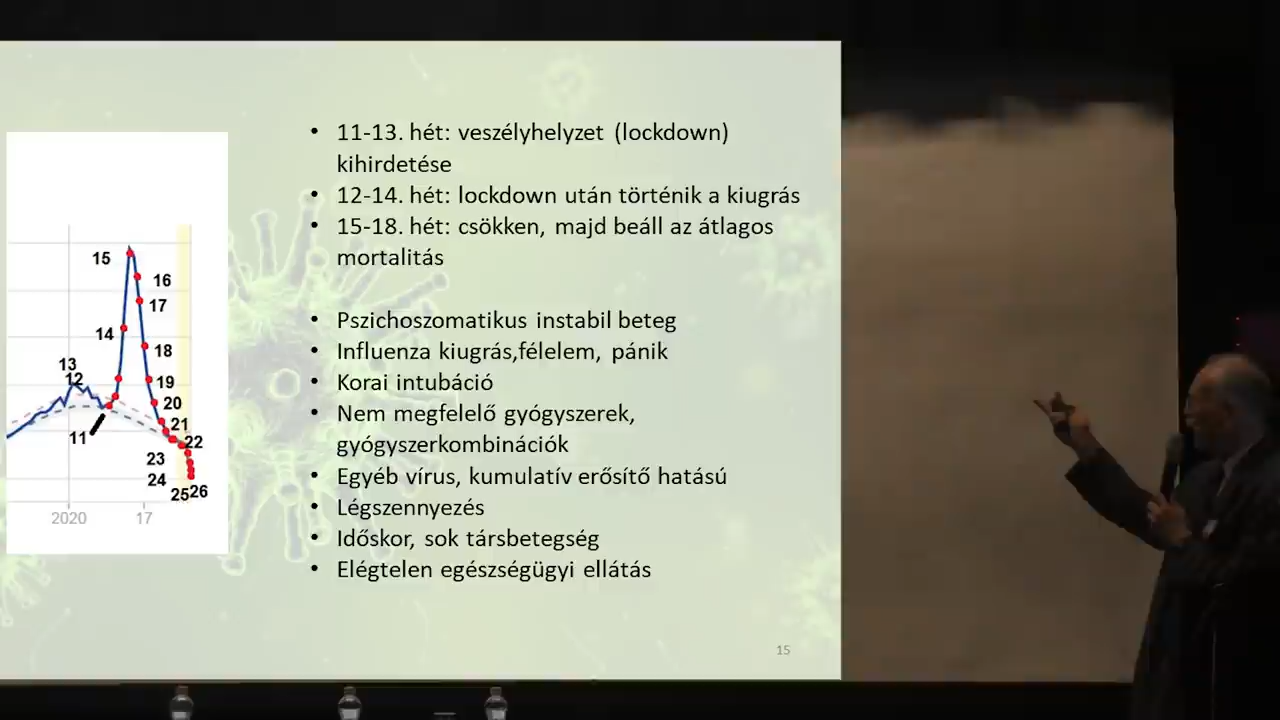 11-13. hét: veszélyhelyzet (lockdown)
kihirdetése
12-14. hét: lockdown után történik a kiugrás
15-18. hét: csökken, majd beáll az átlagos
mortalitás
Pszichoszomatikus instabil beteg
Influenza kiugrás,félelem, pánik
Korai intubáció
Nem megfelelő gyógyszerek,
gyógyszerkombinációk
Egyéb vírus, kumulatív erősítő hatású
Légszennyezés
Időskor, sok társbetegség
Elégtelen egészségügyi ellátás
15
16
17
14
18
13
12
19
20
21
11
22
23
24
25
26
2020
17
15